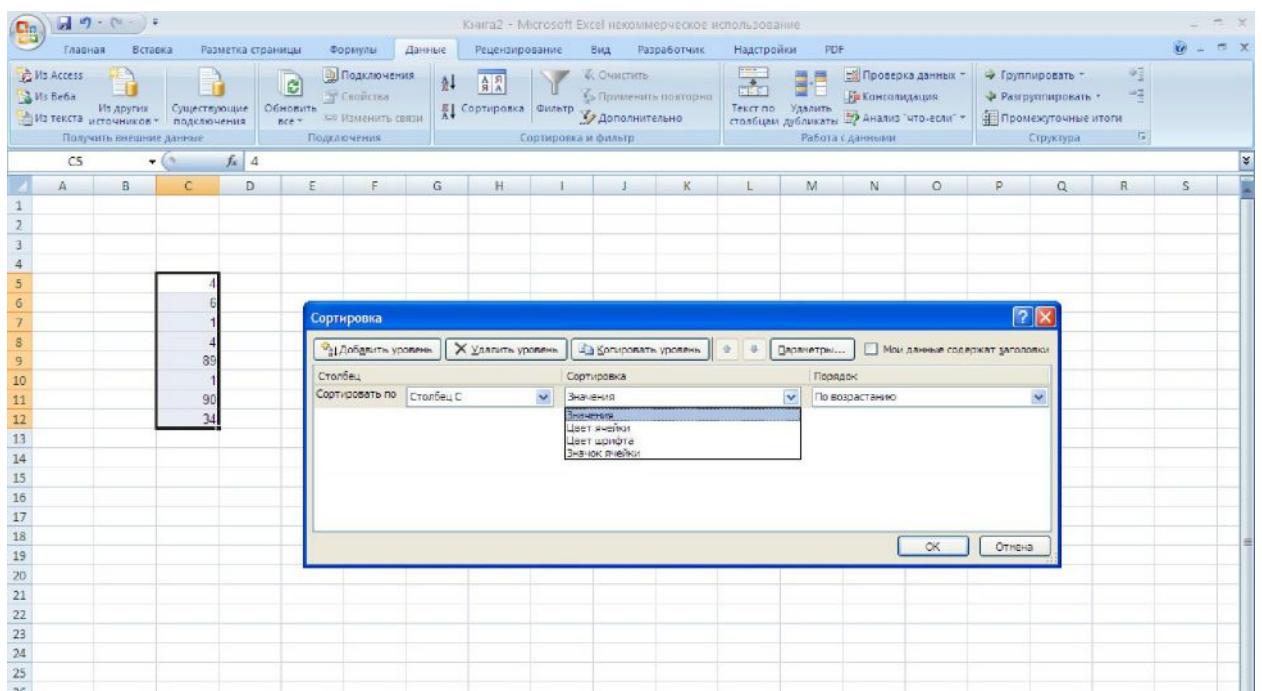 Книга2 - Microsoft Excel некоммерческое использование
Главная Вставка Разметка страницы Формулы Данные Рецензирование Вид Разработчик Надстройки PDF
Из Access
Из Веба
Из текста
Из других источников
Существующие подключения
Получить внешние данные
Обновить все
Подключения
Свойства
Изменить связи
Подключения
Сортировка
Фильтр
Очистить
Применить повторно
Дополнительно
Сортировка и фильтр
Текст по столбцам
Удалить дубликаты
Проверка данных
Консолидация
Анализ "что-если"
Работа с данными
Группировать
Разгруппировать
Промежуточные итоги
Структура
C5 fx 4
A B C D E F G H I J K L M N O P Q R S
1
2
3
4
5 4
6 6
7 1
8 4
9 89
10 1
11 90
12 34
13
14
15
16
17
18
19
20
21
22
23
24
25
Сортировка
Добавить уровень Удалить уровень Копировать уровень Параметры... Мои данные содержат заголовки
Столбец Сортировка Порядок
Сортировать по Столбец C Значения По возрастанию
Значения
Цвет ячейки
Цвет шрифта
Значок ячейки
OK Отмена